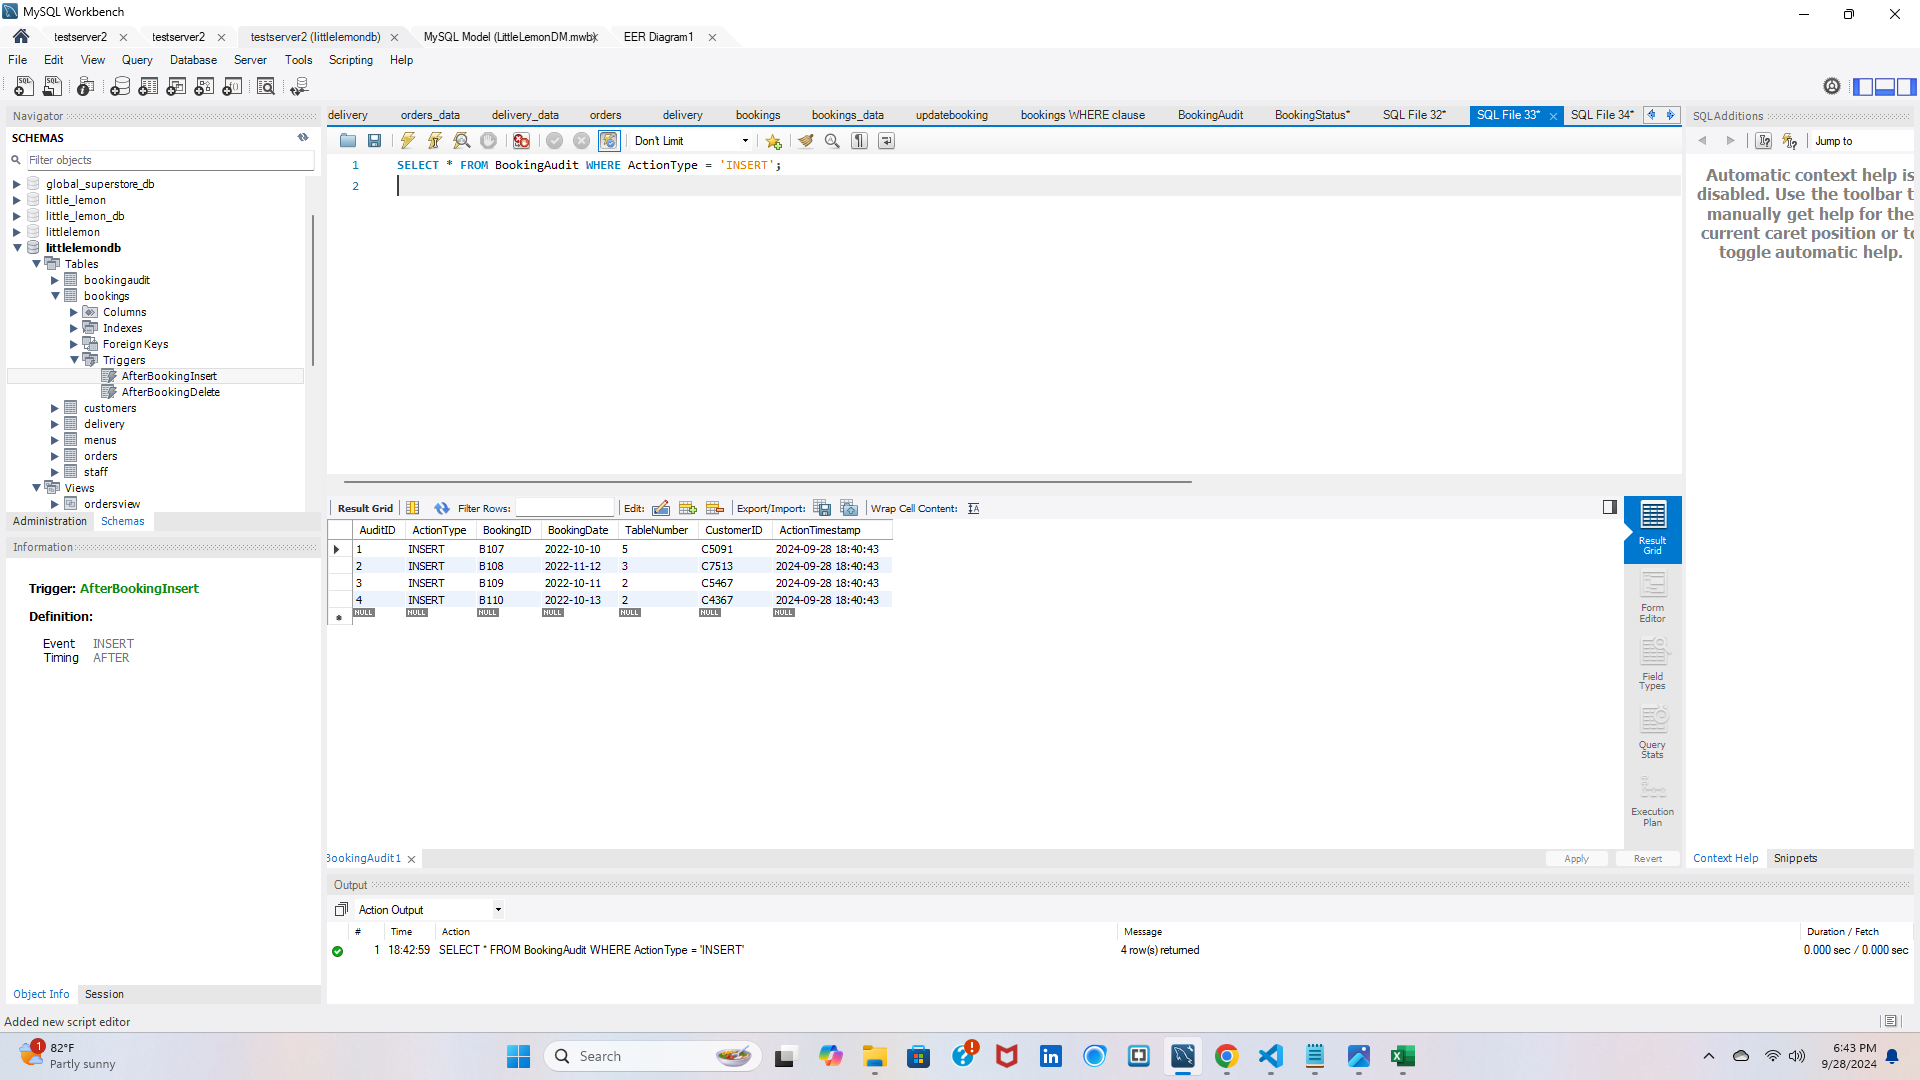 MySQL Workbench
testserver2
testserver2
testserver2 (littlelemondb)
MySQL Model (LittleLemonDM.mwb)
EER Diagram1
File Edit View Query Database Server Tools Scripting Help
Navigator
SCHEMAS
Filter objects
global_superstore_db
little_lemon
little_lemon_db
littlelemon
littlelemondb
Tables
bookingaudit
bookings
Columns
Indexes
Foreign Keys
Triggers
AfterBookingInsert
AfterBookingDelete
customers
delivery
menus
orders
staff
Views
ordersview
Administration Schemas
Information
Trigger: AfterBookingInsert
Definition:
Event INSERT
Timing AFTER
Object Info Session
Added new script editor
delivery orders_data delivery_data orders delivery bookings bookings_data updatebooking bookings WHERE clause BookingAudit BookingStatus* SQL File 32* SQL File 33* SQL File 34*
Don't Limit
1 SELECT * FROM BookingAudit WHERE ActionType = 'INSERT';
2
Result Grid Filter Rows: Edit: Export/Import: Wrap Cell Content:
AuditID ActionType BookingID BookingDate TableNumber CustomerID ActionTimestamp
1 INSERT B107 2022-10-10 5 C5091 2024-09-28 18:40:43
2 INSERT B108 2022-11-12 3 C7513 2024-09-28 18:40:43
3 INSERT B109 2022-10-11 2 C5467 2024-09-28 18:40:43
4 INSERT B110 2022-10-13 2 C4367 2024-09-28 18:40:43
NULL NULL NULL NULL NULL NULL NULL
Result
Grid
Form
Editor
Field
Types
Query
Stats
Execution
Plan
BookingAudit1
Apply Revert
Output
Action Output
# Time Action Message Duration / Fetch
1 18:42:59 SELECT * FROM BookingAudit WHERE ActionType = 'INSERT' 4 row(s) returned 0.000 sec / 0.000 sec
SQLAdditions
Jump to
Automatic context help is
disabled. Use the toolbar t
manually get help for the
current caret position or to
toggle automatic help.
Context Help Snippets
1
82°F
Partly sunny
Search
6:43 PM
9/28/2024